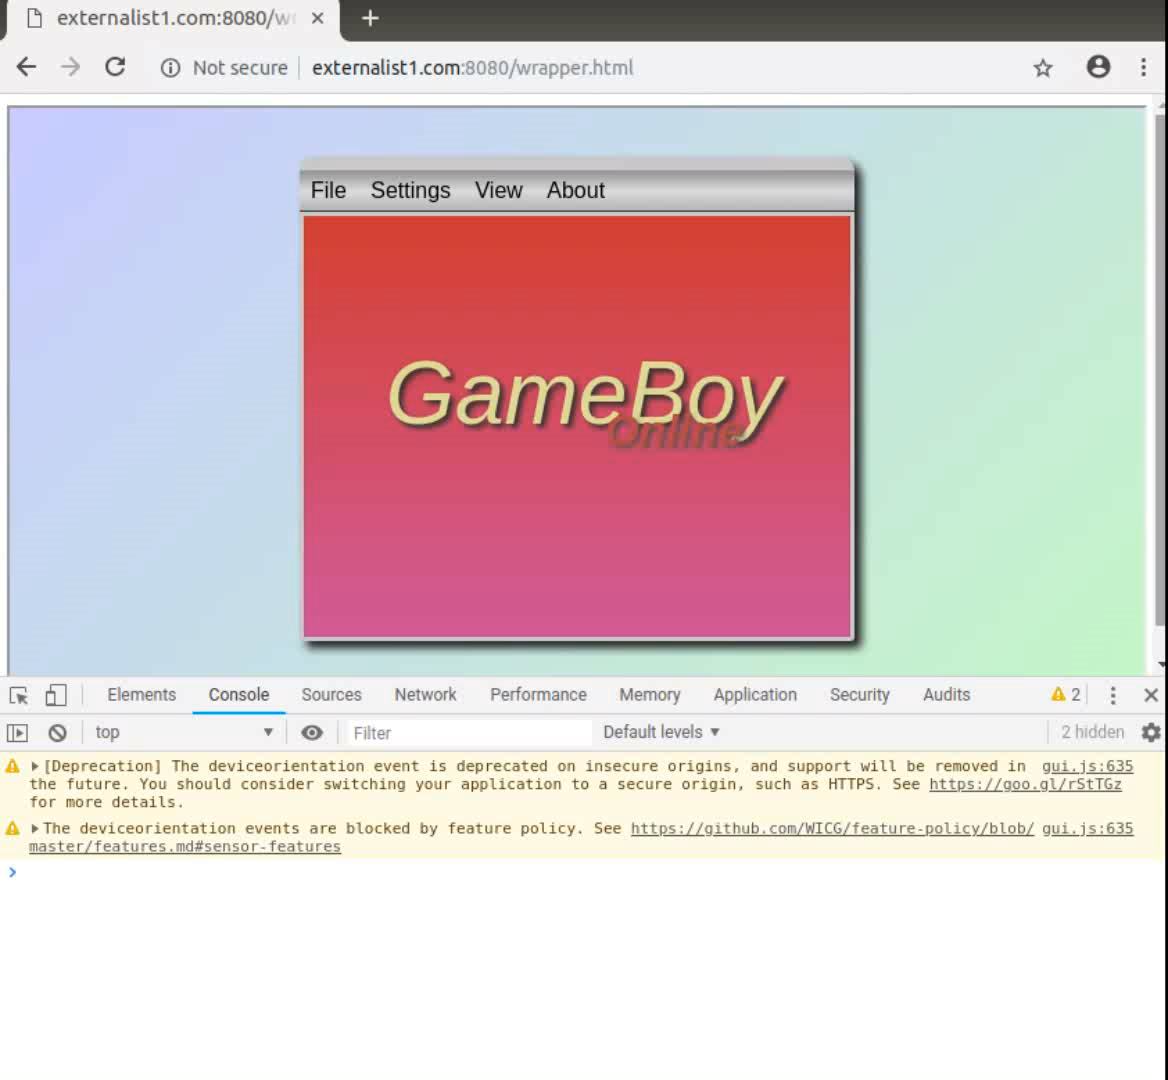 externalist1.com:8080/w
Not secure externalist1.com:8080/wrapper.html
File Settings View About
GameBoy
Online
Elements Console Sources Network Performance Memory Application Security Audits 2
top Filter Default levels 2 hidden
[Deprecation] The deviceorientation event is deprecated on insecure origins, and support will be removed in gui.js:635
the future. You should consider switching your application to a secure origin, such as HTTPS. See https://goo.gl/rStTGz
for more details.
The deviceorientation events are blocked by feature policy. See https://github.com/WICG/feature-policy/blob/ gui.js:635
master/features.md#sensor-features